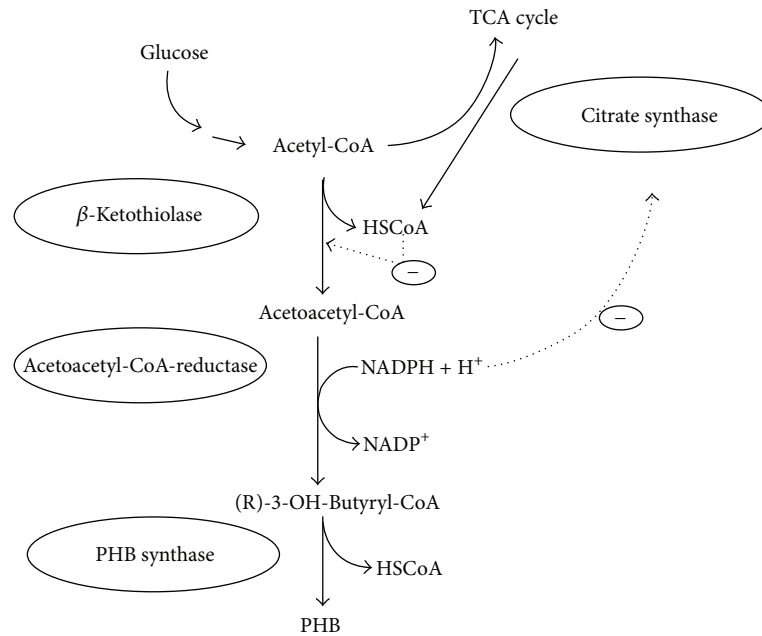 TCA cycle
Glucose
Citrate synthase
Acetyl-CoA
β-Ketothiolase
HSCoA
−
Acetoacetyl-CoA
−
Acetoacetyl-CoA-reductase
NADPH + H⁺
NADP⁺
(R)-3-OH-Butyryl-CoA
PHB synthase
HSCoA
PHB